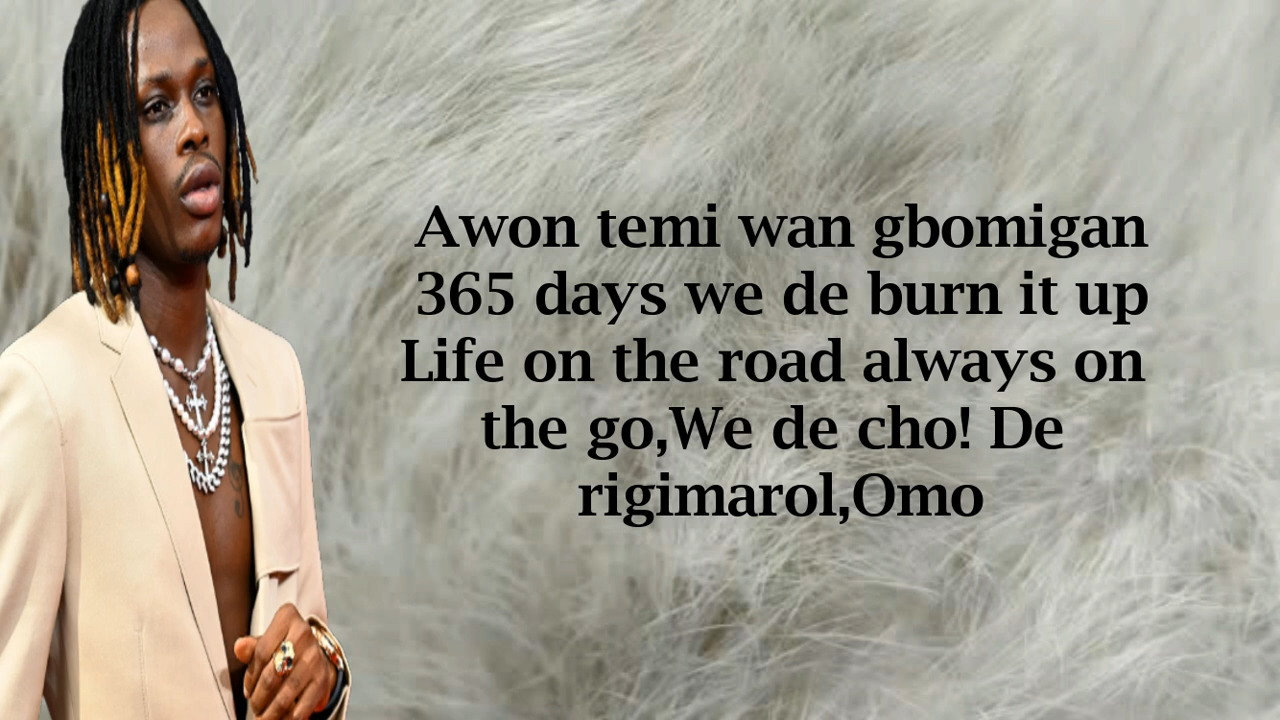 Awon temi wan gbomigan
365 days we de burn it up
Life on the road always on
the go,We de cho! De
rigimarol,Omo